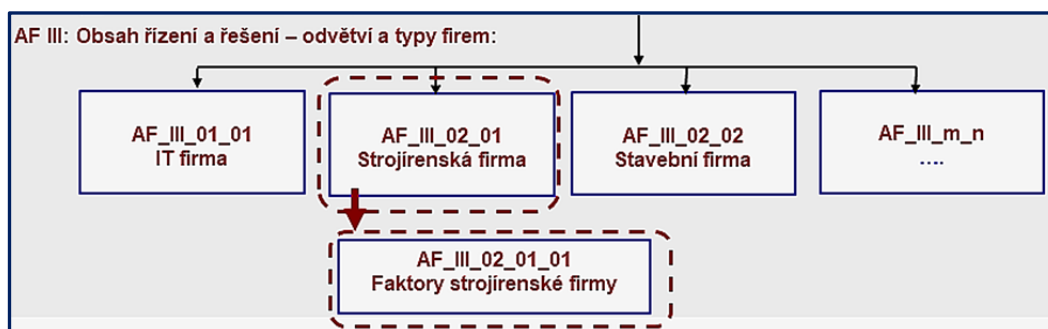 AF III: Obsah řízení a řešení – odvětví a typy firem:
AF_III_01_01
IT firma
AF_III_02_01
Strojírenská firma
AF_III_02_02
Stavební firma
AF_III_m_n
....
AF_III_02_01_01
Faktory strojírenské firmy